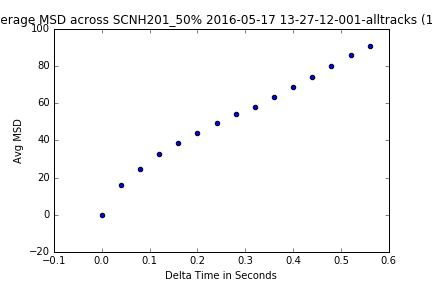 erage MSD across SCNH201_50% 2016-05-17 13-27-12-001-alltracks (1
100
80
60
40
20
0
−20
Avg MSD
−0.1 0.0 0.1 0.2 0.3 0.4 0.5 0.6
Delta Time in Seconds